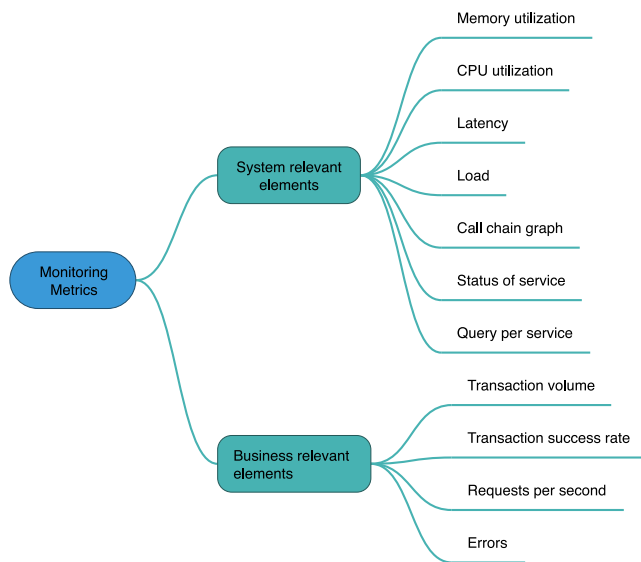 Memory utilization
CPU utilization
Latency
System relevant
elements
Load
Call chain graph
Monitoring
Metrics
Status of service
Query per service
Transaction volume
Transaction success rate
Business relevant
elements
Requests per second
Errors